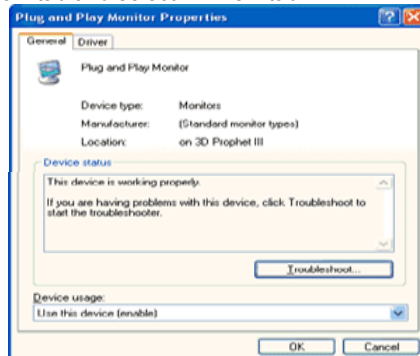 Plug and Play Monitor Properties
General Driver
Plug and Play Monitor
Device type: Monitors
Manufacturer: (Standard monitor types)
Location: on 3D Prophet III
Device status
This device is working properly.
If you are having problems with this device, click Troubleshoot to
start the troubleshooter.
Troubleshoot...
Device usage:
Use this device (enable)
OK Cancel